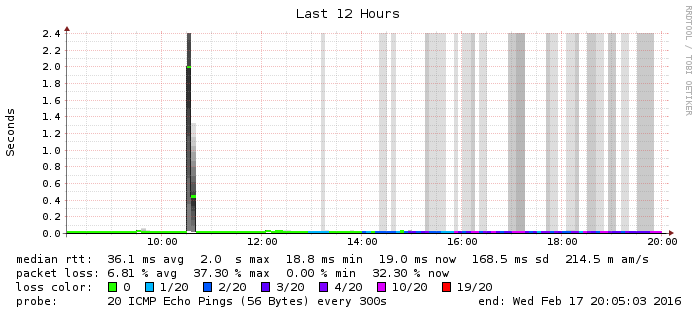 Last 12 Hours
RRDTOOL / TOBI OETIKER
Seconds
2.4
2.2
2.0
1.8
1.6
1.4
1.2
1.0
0.8
0.6
0.4
0.2
0.0
10:00 12:00 14:00 16:00 18:00 20:00
median rtt: 36.1 ms avg 2.0 s max 18.8 ms min 19.0 ms now 168.5 ms sd 214.5 m am/s
packet loss: 6.81 % avg 37.30 % max 0.00 % min 32.30 % now
loss color: 0 1/20 2/20 3/20 4/20 10/20 19/20
probe: 20 ICMP Echo Pings (56 Bytes) every 300s end: Wed Feb 17 20:05:03 2016